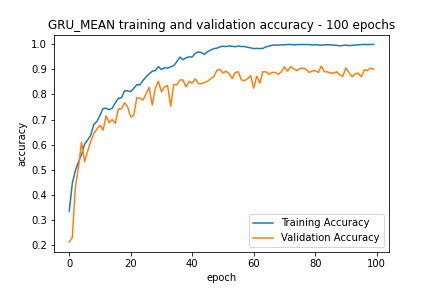 GRU_MEAN training and validation accuracy - 100 epochs
1.0
0.9
0.8
0.7
0.6
0.5
0.4
0.3
0.2
accuracy
0 20 40 60 80 100
epoch
Training Accuracy
Validation Accuracy